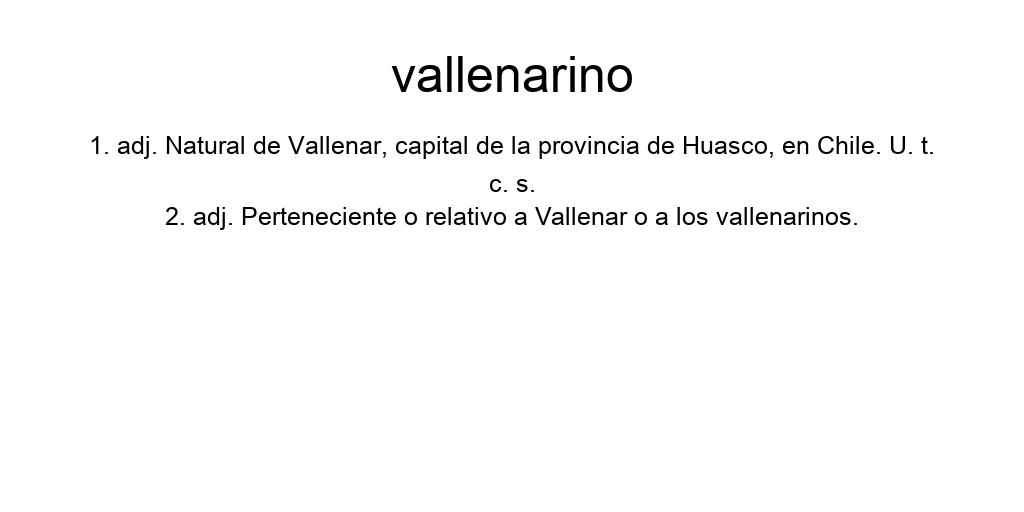 vallenarino
1. adj. Natural de Vallenar, capital de la provincia de Huasco, en Chile. U. t.
c. s.
2. adj. Perteneciente o relativo a Vallenar o a los vallenarinos.